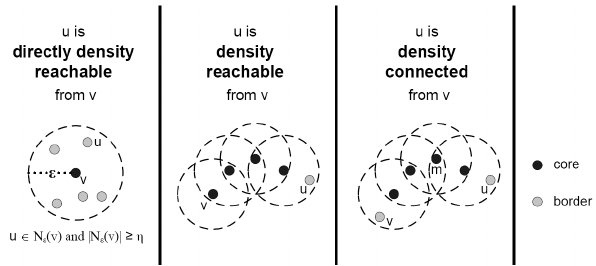 u is
directly density
reachable
from v
u
ε
v
u ∈ Nε(v) and |Nε(v)| ≥ η
u is
density
reachable
from v
v
u
u is
density
connected
from v
m
u
v
core
border